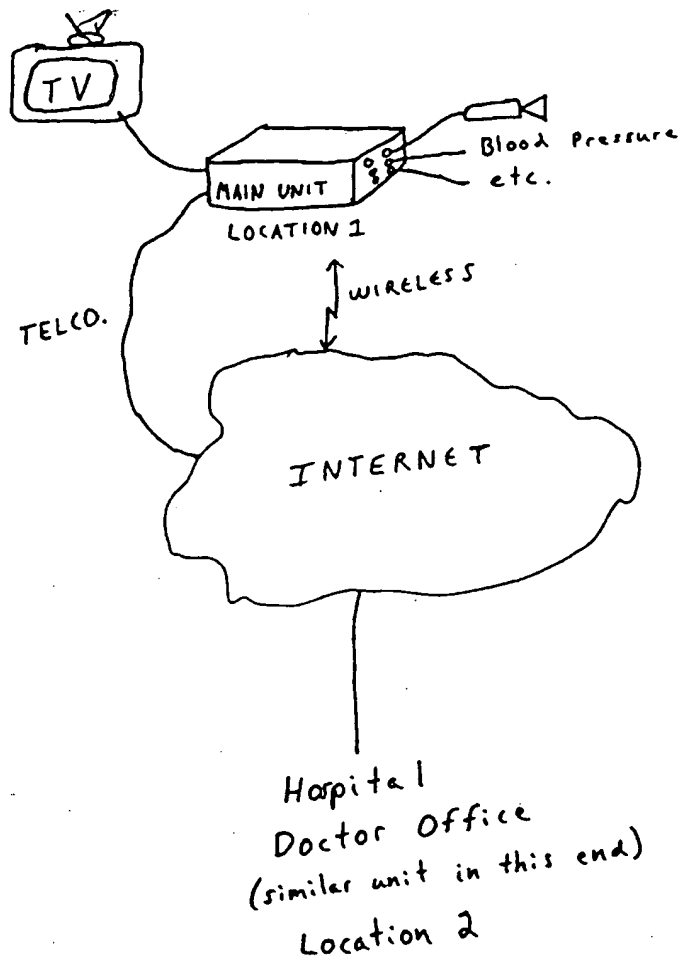 TV
Blood Pressure
etc.
MAIN UNIT
LOCATION 1
WIRELESS
TELCO.
INTERNET
Hospital
Doctor Office
(similar unit in this end)
Location 2